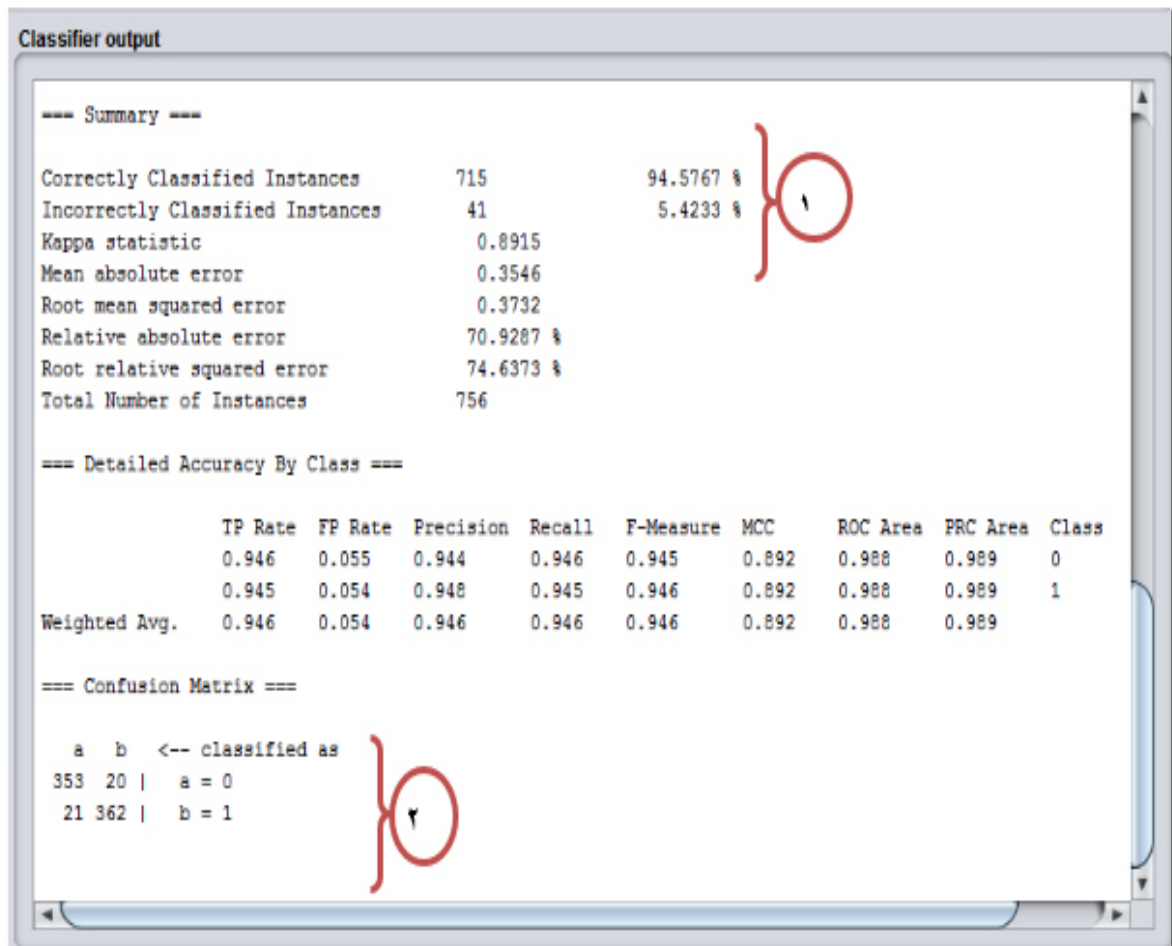 Classifier output
=== Summary ===
Correctly Classified Instances 715 94.5767 %
Incorrectly Classified Instances 41 5.4233 %
Kappa statistic 0.8915
Mean absolute error 0.3546
Root mean squared error 0.3732
Relative absolute error 70.9287 %
Root relative squared error 74.6373 %
Total Number of Instances 756
١
=== Detailed Accuracy By Class ===
TP Rate FP Rate Precision Recall F-Measure MCC ROC Area PRC Area Class
0.946 0.055 0.944 0.946 0.945 0.892 0.988 0.989 0
0.945 0.054 0.948 0.945 0.946 0.892 0.988 0.989 1
Weighted Avg. 0.946 0.054 0.946 0.946 0.946 0.892 0.988 0.989
=== Confusion Matrix ===
a b <-- classified as
353 20 | a = 0
21 362 | b = 1
٢